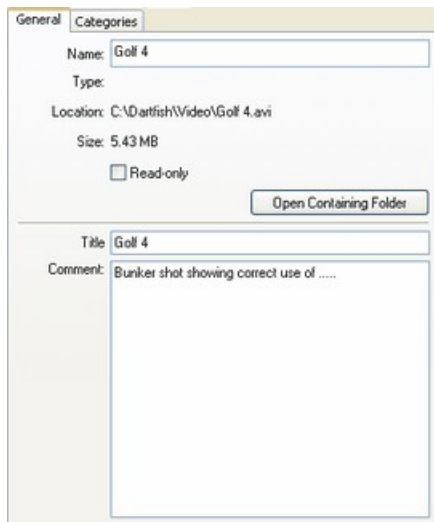 General Categories
Name: Golf 4
Type:
Location: C:\Dartfish\Video\Golf 4.avi
Size: 5.43 MB
Read-only
Open Containing Folder
Title Golf 4
Comment: Bunker shot showing correct use of .....